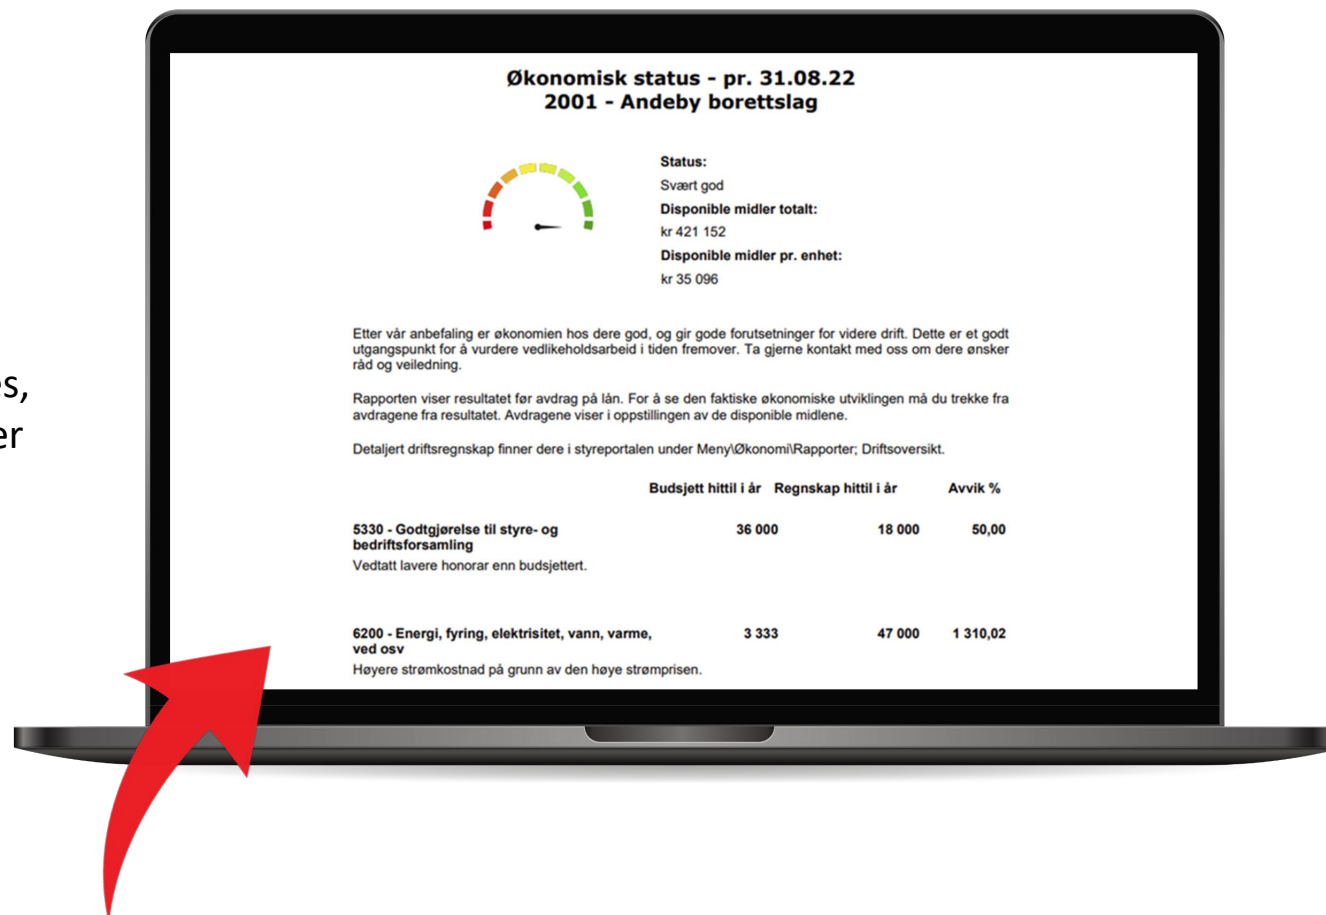 Økonomisk status - pr. 31.08.22
2001 - Andeby borettslag
Status:
Svært god
Disponible midler totalt:
kr 421 152
Disponible midler pr. enhet:
kr 35 096
Etter vår anbefaling er økonomien hos dere god, og gir gode forutsetninger for videre drift. Dette er et godt
utgangspunkt for å vurdere vedlikeholdsarbeid i tiden fremover. Ta gjerne kontakt med oss om dere ønsker
råd og veiledning.
Rapporten viser resultatet før avdrag på lån. For å se den faktiske økonomiske utviklingen må du trekke fra
avdragene fra resultatet. Avdragene viser i oppstillingen av de disponible midlene.
Detaljert driftsregnskap finner dere i styreportalen under Meny\Økonomi\Rapporter; Driftsoversikt.
Budsjett hittil i år Regnskap hittil i år Avvik %
5330 - Godtgjørelse til styre- og 36 000 18 000 50,00
bedriftsforsamling
Vedtatt lavere honorar enn budsjettert.
6200 - Energi, fyring, elektrisitet, vann, varme, 3 333 47 000 1 310,02
ved osv
Høyere strømkostnad på grunn av den høye strømprisen.